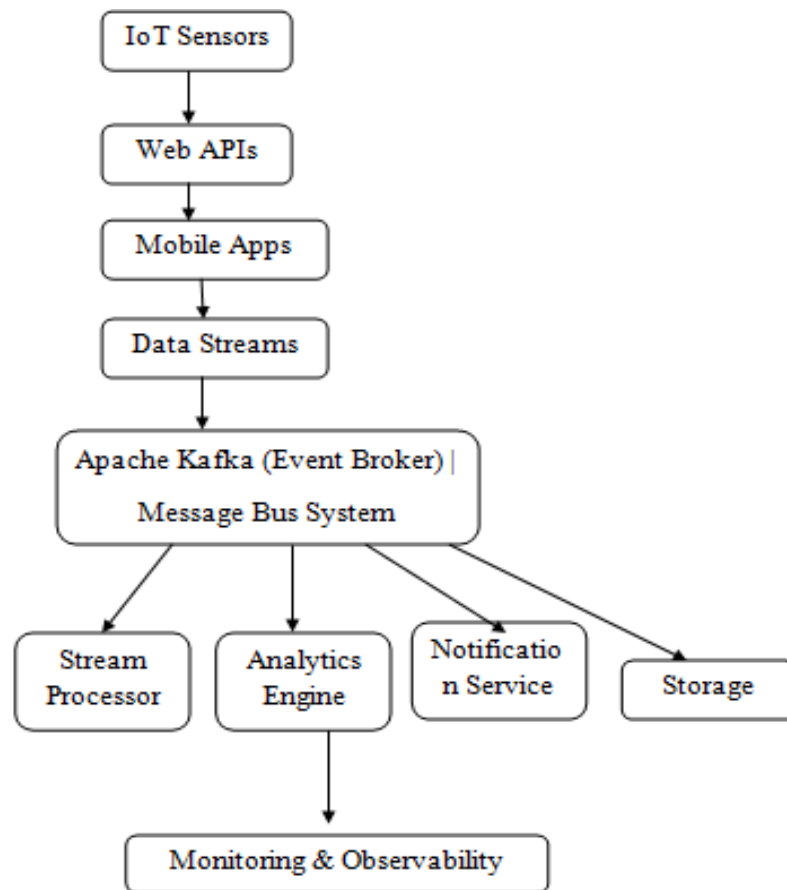 IoT Sensors
Web APIs
Mobile Apps
Data Streams
Apache Kafka (Event Broker) |
Message Bus System
Stream
Processor
Analytics
Engine
Notificatio
n Service
Storage
Monitoring & Observability